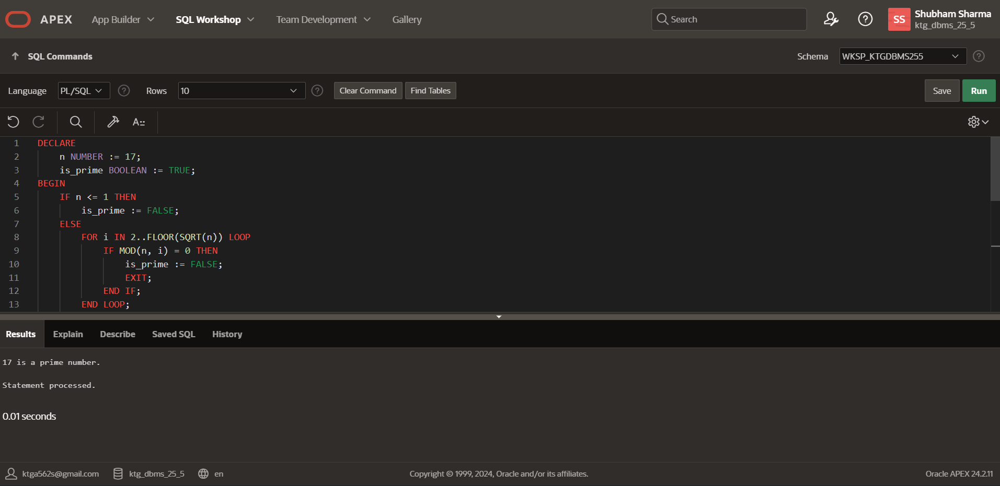 APEX App Builder SQL Workshop Team Development Gallery Search SS Shubham Sharma
ktg_dbms_25_5
SQL Commands Schema WKSP_KTGDBMS255
Language PL/SQL Rows 10 Clear Command Find Tables Save Run
1 DECLARE
2 n NUMBER := 17;
3 is_prime BOOLEAN := TRUE;
4 BEGIN
5 IF n <= 1 THEN
6 is_prime := FALSE;
7 ELSE
8 FOR i IN 2..FLOOR(SQRT(n)) LOOP
9 IF MOD(n, i) = 0 THEN
10 is_prime := FALSE;
11 EXIT;
12 END IF;
13 END LOOP;
Results Explain Describe Saved SQL History
17 is a prime number.
Statement processed.
0.01 seconds
ktga562s@gmail.com ktg_dbms_25_5 en Copyright © 1999, 2024, Oracle and/or its affiliates. Oracle APEX 24.2.11